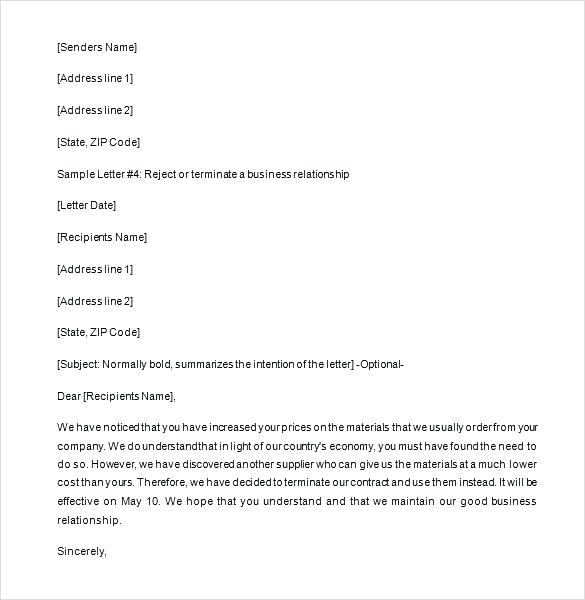 [Senders Name]
[Address line 1]
[Address line 2]
[State, ZIP Code]
Sample Letter #4: Reject or terminate a business relationship
[Letter Date]
[Recipients Name]
[Address line 1]
[Address line 2]
[State, ZIP Code]
[Subject: Normally bold, summarizes the intention of the letter] -Optional-
Dear [Recipients Name],
We have noticed that you have increased your prices on the materials that we usually order from your
company. We do understand that in light of our country's economy, you must have found the need to
do so. However, we have discovered another supplier who can give us the materials at a much lower
cost than yours. Therefore, we have decided to terminate our contract and use them instead. It will be
effective on May 10. We hope that you understand and that we maintain our good business
relationship.
Sincerely,